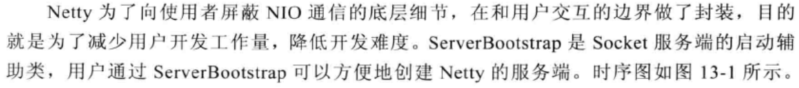 Netty 为了向使用者屏蔽 NIO 通信的底层细节，在和用户交互的边界做了封装，目的
就是为了减少用户开发工作量，降低开发难度。ServerBootstrap 是 Socket 服务端的启动辅
助类，用户通过 ServerBootstrap 可以方便地创建 Netty 的服务端。时序图如图 13-1 所示。